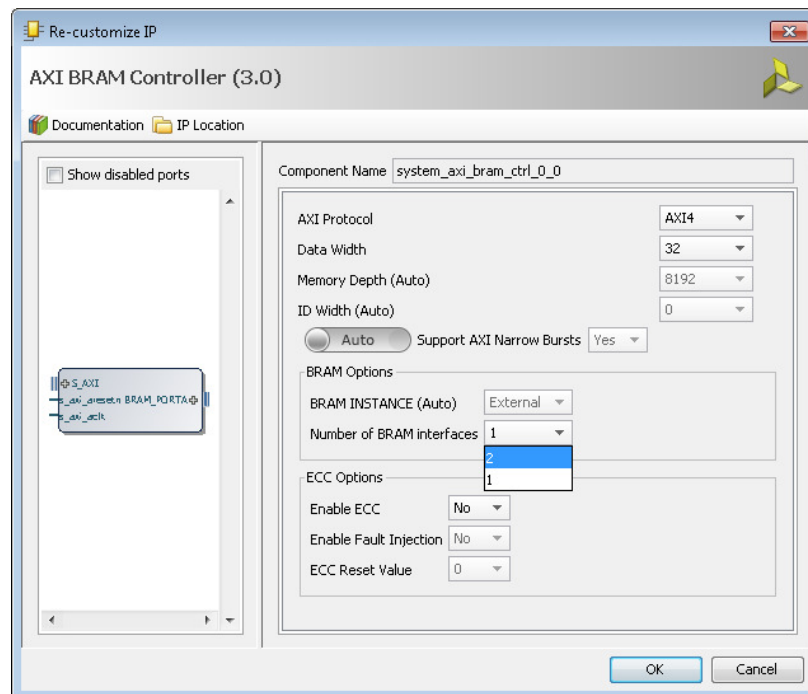 Re-customize IP
AXI BRAM Controller (3.0)
Documentation IP Location
Show disabled ports
Component Name system_axi_bram_ctrl_0_0
AXI Protocol AXI4
Data Width 32
Memory Depth (Auto) 8192
ID Width (Auto) 0
Auto Support AXI Narrow Bursts Yes
BRAM Options
BRAM INSTANCE (Auto) External
Number of BRAM interfaces 1
2
1
ECC Options
Enable ECC No
Enable Fault Injection No
ECC Reset Value 0
S_AXI
s_axi_aresetn BRAM_PORTA
s_axi_aclk
OK Cancel